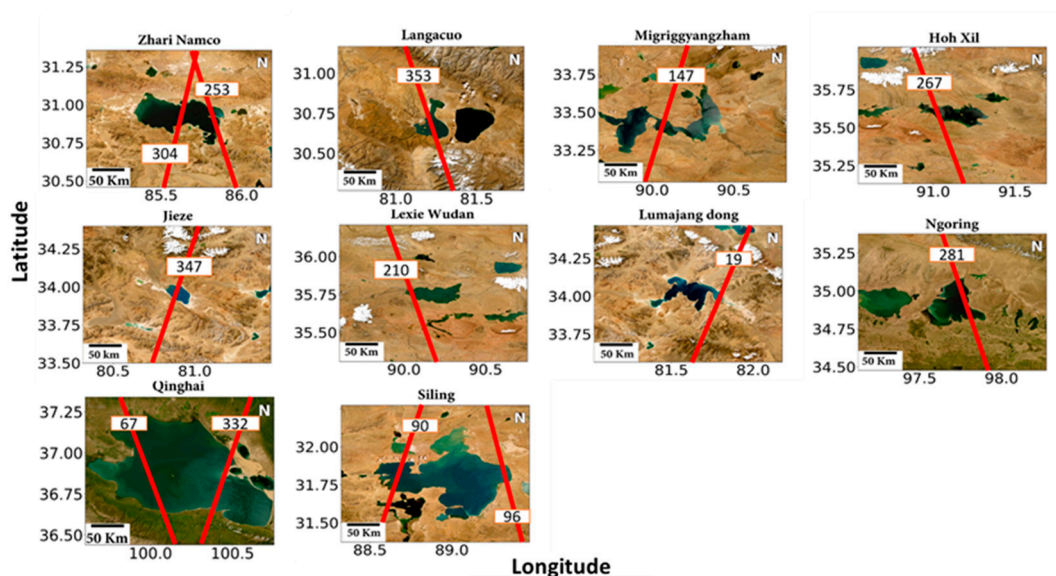 Zhari Namco
Langacuo
Migriggyangzham
Hoh Xil
31.25
31.00
30.75
30.50
253
304
N
50 Km
85.5 86.0
31.00
30.75
30.50
353
N
50 Km
81.0 81.5
33.75
33.50
33.25
147
N
50 Km
90.0 90.5
35.75
35.50
35.25
267
N
50 Km
91.0 91.5
Latitude
Jieze
Lexie Wudan
Lumajang dong
Ngoring
34.25
34.00
33.75
33.50
347
N
50 km
80.5 81.0
36.00
35.75
35.50
210
N
50 Km
90.0 90.5
34.25
34.00
33.75
19
N
50 km
81.5 82.0
35.25
35.00
34.75
34.50
281
N
50 Km
97.5 98.0
Qinghai
Siling
37.25
37.00
36.75
36.50
67
332
N
50 Km
100.0 100.5
32.00
31.75
31.50
90
96
N
50 Km
88.5 89.0
Longitude